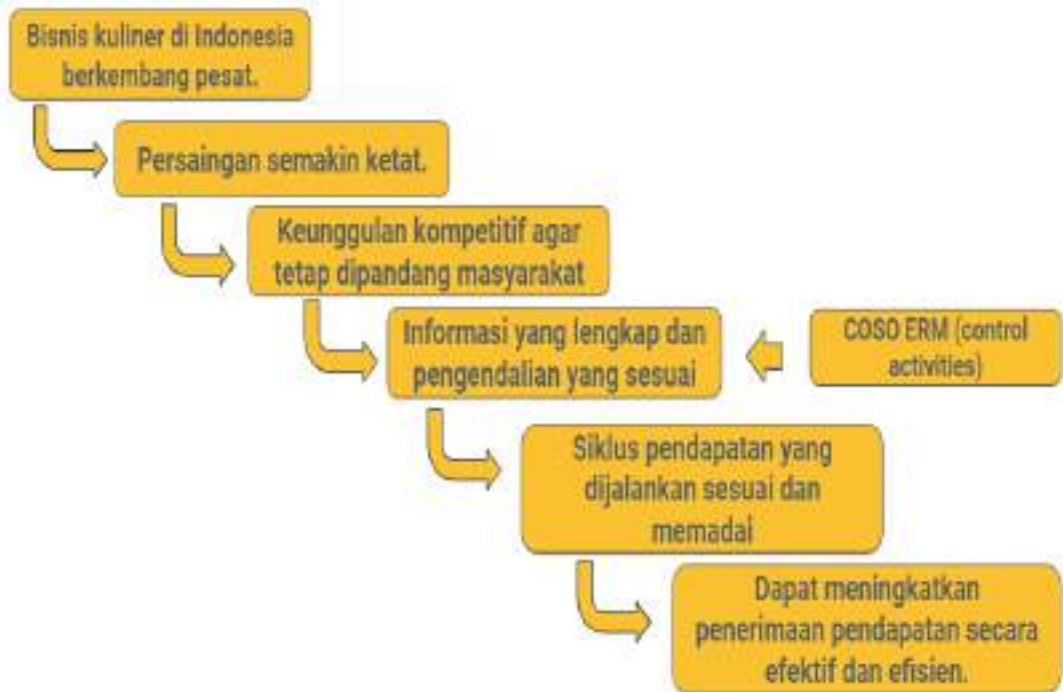 Bisnis kuliner di Indonesia
berkembang pesat.
Persaingan semakin ketat.
Keunggulan kompetitif agar
tetap dipandang masyarakat
Informasi yang lengkap dan
pengendalian yang sesuai
COSO ERM (control
activities)
Siklus pendapatan yang
dijalankan sesuai dan
memadai
Dapat meningkatkan
penerimaan pendapatan secara
efektif dan efisien.